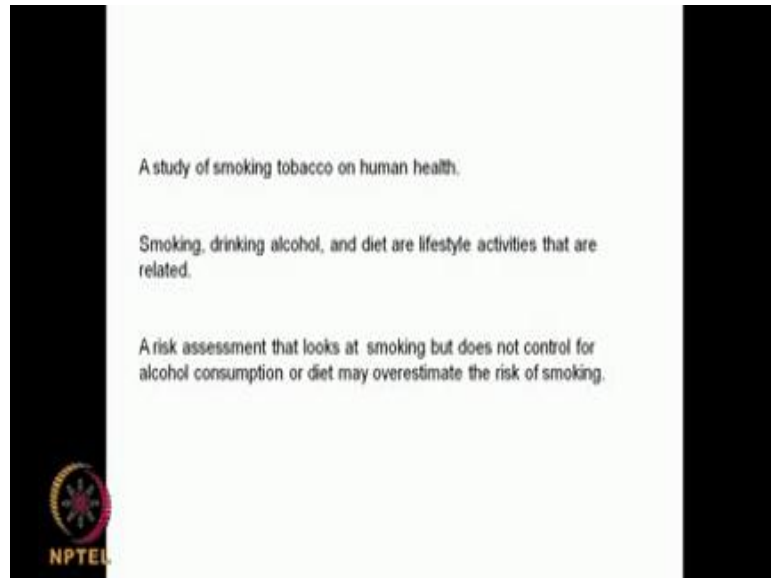 A study of smoking tobacco on human health.
Smoking, drinking alcohol, and diet are lifestyle activities that are
related.
A risk assessment that looks at smoking but does not control for
alcohol consumption or diet may overestimate the risk of smoking.
NPTEL